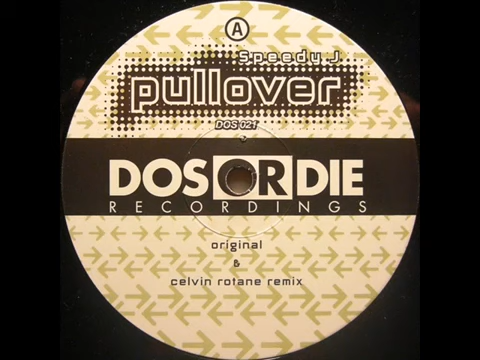 A
Speedy J.
pullover
DOS 021
DOS OR DIE
RECORDINGS
original
&
celvin rotane remix